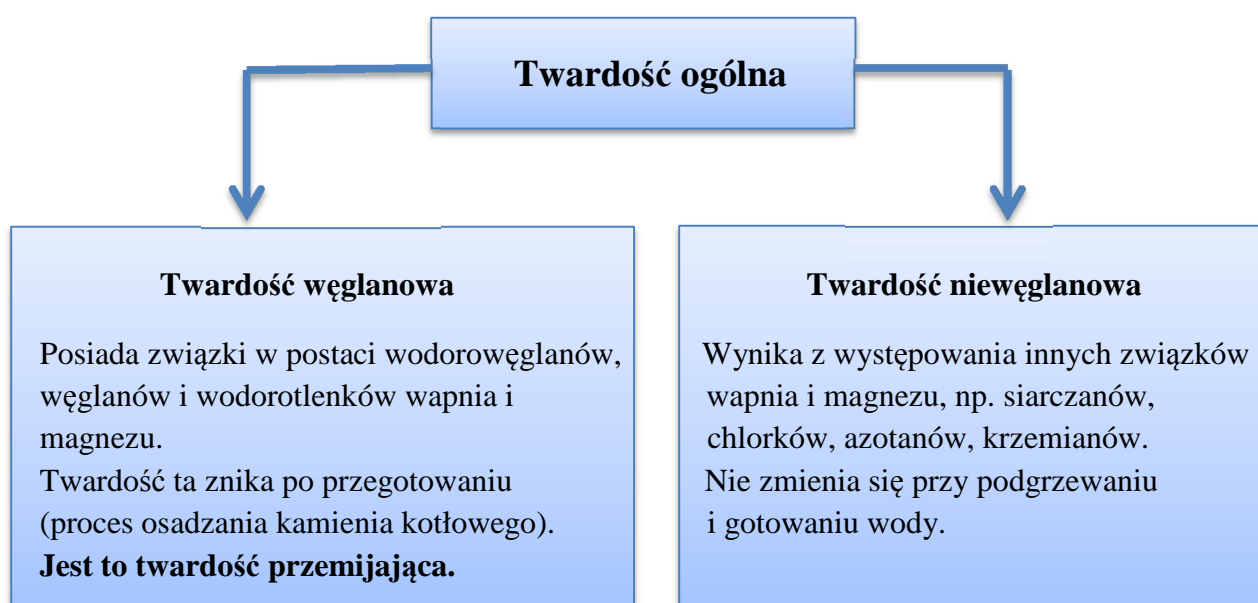 Twardość ogólna
Twardość węglanowa
Posiada związki w postaci wodorowęglanów,
węglanów i wodorotlenków wapnia i
magnezu.
Twardość ta znika po przegotowaniu
(proces osadzania kamienia kotłowego).
Jest to twardość przemijająca.
Twardość niewęglanowa
Wynika z występowania innych związków
wapnia i magnezu, np. siarczanów,
chlorków, azotanów, krzemianów.
Nie zmienia się przy podgrzewaniu
i gotowaniu wody.